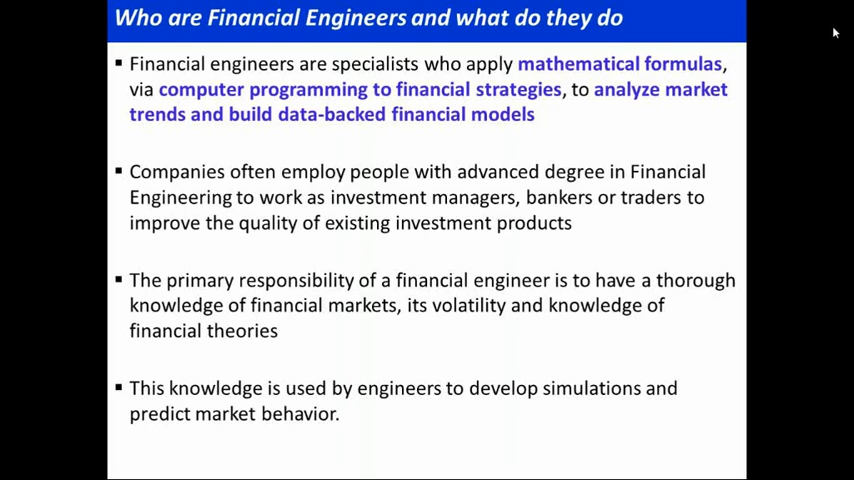 Who are Financial Engineers and what do they do
▪ Financial engineers are specialists who apply mathematical formulas,
via computer programming to financial strategies, to analyze market
trends and build data-backed financial models
▪ Companies often employ people with advanced degree in Financial
Engineering to work as investment managers, bankers or traders to
improve the quality of existing investment products
▪ The primary responsibility of a financial engineer is to have a thorough
knowledge of financial markets, its volatility and knowledge of
financial theories
▪ This knowledge is used by engineers to develop simulations and
predict market behavior.